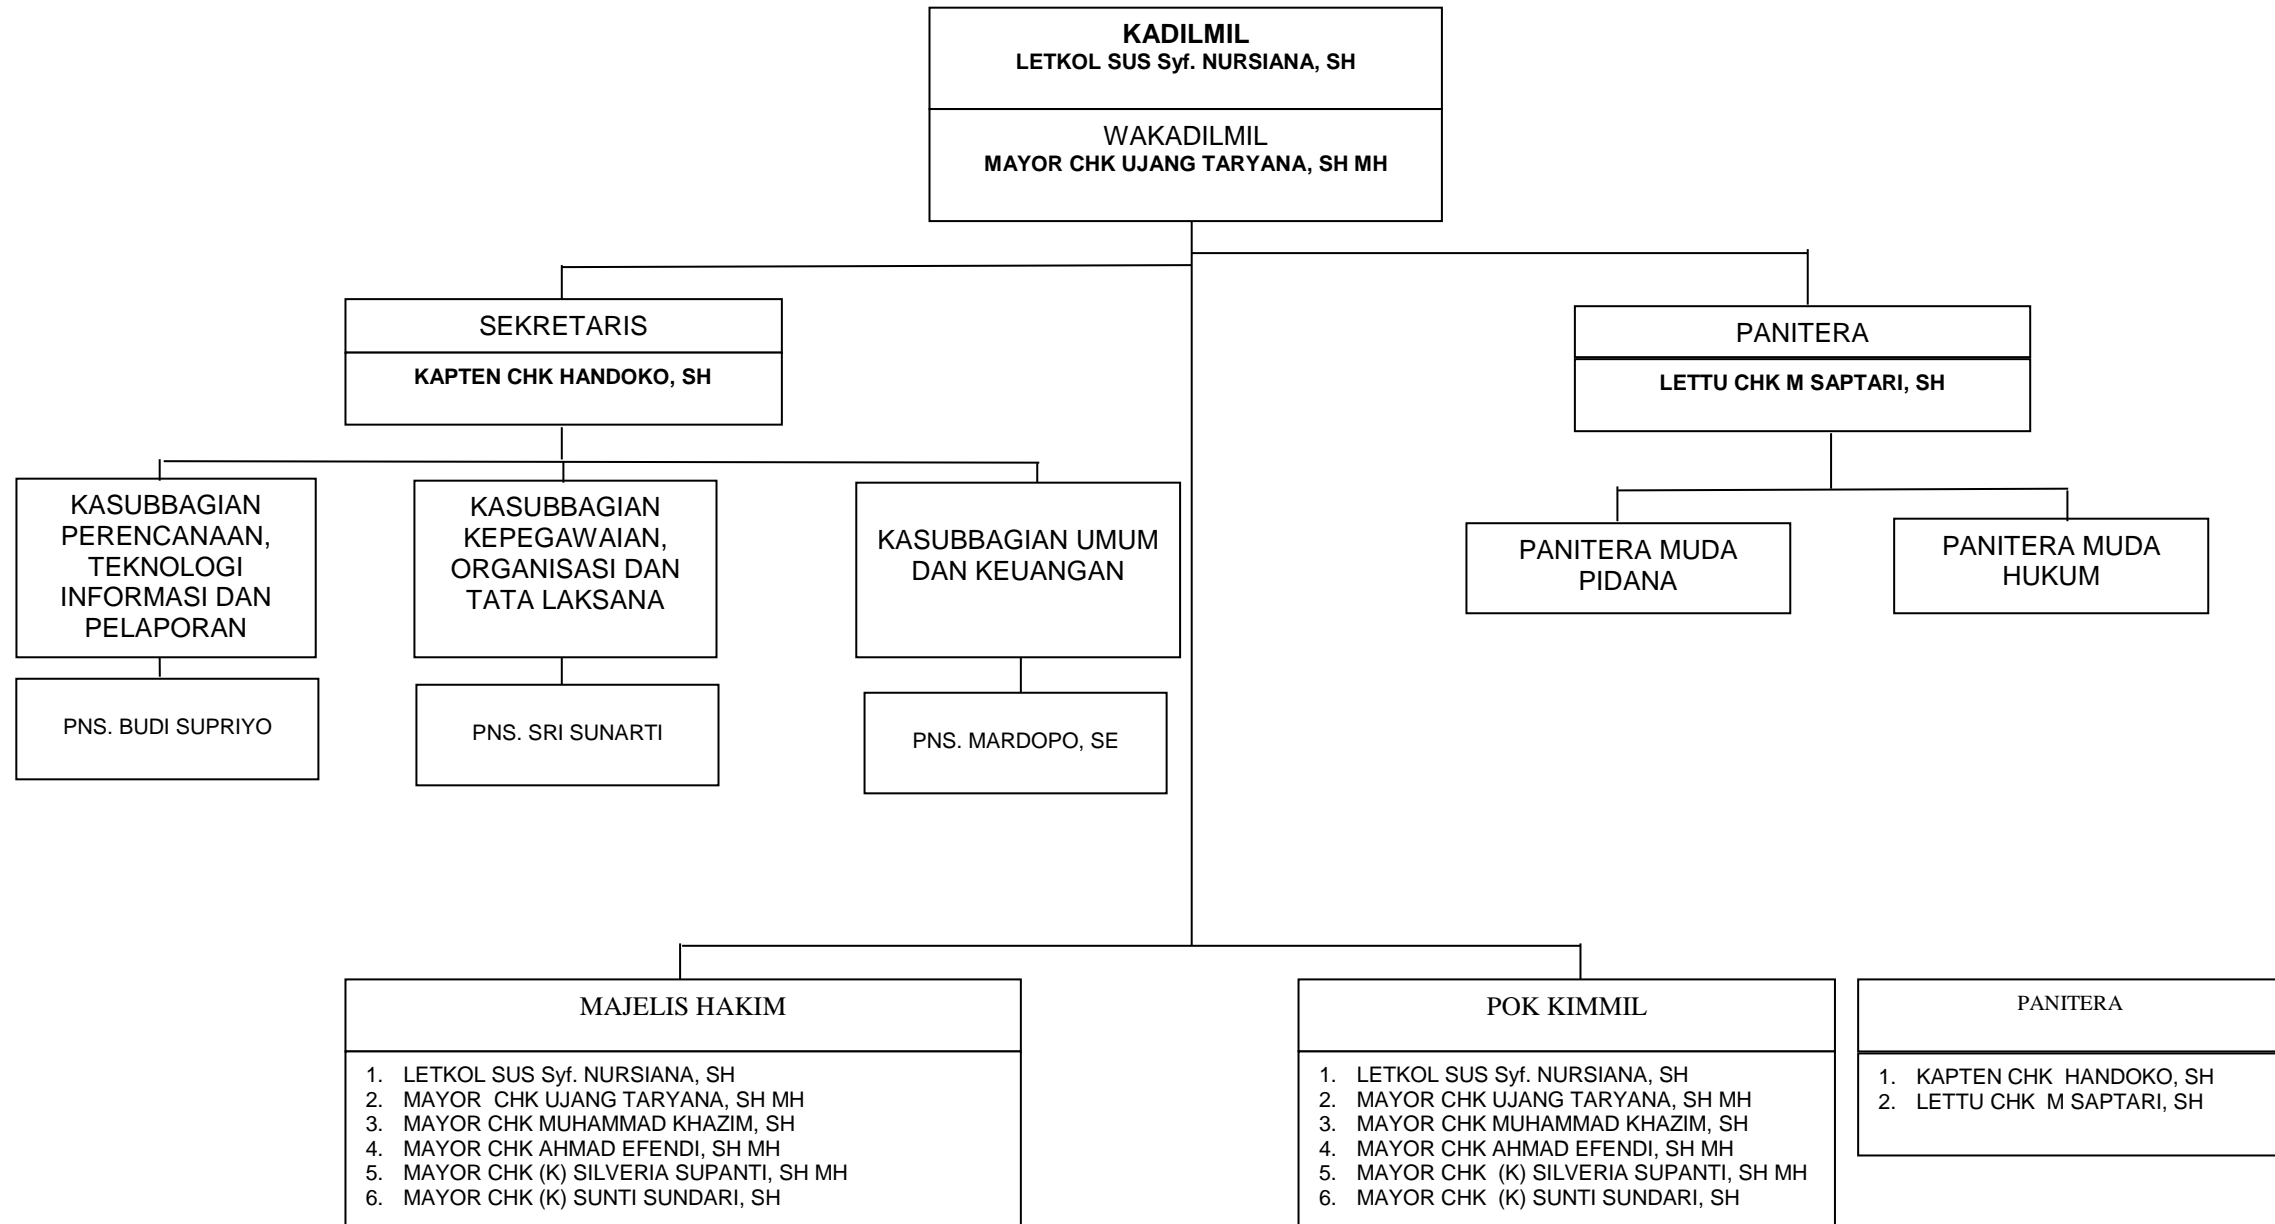 KADILMIL
LETKOL SUS Syf. NURSIANA, SH
WAKADILMIL
MAYOR CHK UJANG TARYANA, SH MH
SEKRETARIS
KAPTEN CHK HANDOKO, SH
PANITERA
LETTU CHK M SAPTARI, SH
KASUBBAGIAN
PERENCANAAN,
TEKNOLOGI
INFORMASI DAN
PELAPORAN
KASUBBAGIAN
KEPEGAWAIAN,
ORGANISASI DAN
TATA LAKSANA
KASUBBAGIAN UMUM
DAN KEUANGAN
PANITERA MUDA
PIDANA
PANITERA MUDA
HUKUM
PNS. BUDI SUPRIYO
PNS. SRI SUNARTI
PNS. MARDOPO, SE
MAJELIS HAKIM
1. LETKOL SUS Syf. NURSIANA, SH
2. MAYOR CHK UJANG TARYANA, SH MH
3. MAYOR CHK MUHAMMAD KHAZIM, SH
4. MAYOR CHK AHMAD EFENDI, SH MH
5. MAYOR CHK (K) SILVERIA SUPANTI, SH MH
6. MAYOR CHK (K) SUNTI SUNDARI, SH
POK KIMMIL
1. LETKOL SUS Syf. NURSIANA, SH
2. MAYOR CHK UJANG TARYANA, SH MH
3. MAYOR CHK MUHAMMAD KHAZIM, SH
4. MAYOR CHK AHMAD EFENDI, SH MH
5. MAYOR CHK (K) SILVERIA SUPANTI, SH MH
6. MAYOR CHK (K) SUNTI SUNDARI, SH
PANITERA
1. KAPTEN CHK HANDOKO, SH
2. LETTU CHK M SAPTARI, SH